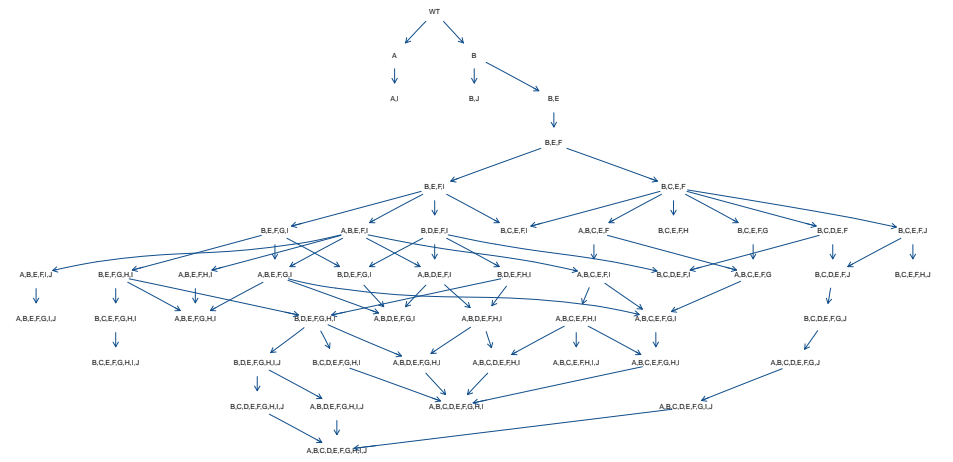 WT
A B
A,I B,J B,E
B,E,F
B,E,F,I B,C,E,F
B,E,F,G,I A,B,E,F,I B,D,E,F,I B,C,E,F,I A,B,C,E,F B,C,E,F,H B,C,E,F,G B,C,D,E,F B,C,E,F,J
A,B,E,F,I,J B,E,F,G,H,I A,B,E,F,H,I A,B,E,F,G,I B,D,E,F,G,I A,B,D,E,F,I B,D,E,F,H,I A,B,C,E,F,I B,C,D,E,F,I A,B,C,E,F,G B,C,D,E,F,J B,C,E,F,H,J
A,B,E,F,G,I,J B,C,E,F,G,H,I A,B,E,F,G,H,I B,D,E,F,G,H,I A,B,D,E,F,G,I A,B,D,E,F,H,I A,B,C,E,F,H,I A,B,C,E,F,G,I B,C,D,E,F,G,J
B,C,E,F,G,H,I,J B,D,E,F,G,H,I,J B,C,D,E,F,G,H,I A,B,D,E,F,G,H,I A,B,C,D,E,F,H,I A,B,C,E,F,H,I,J A,B,C,E,F,G,H,I A,B,C,D,E,F,G,J
B,C,D,E,F,G,H,I,J A,B,D,E,F,G,H,I,J A,B,C,D,E,F,G,H,I A,B,C,D,E,F,G,I,J
A,B,C,D,E,F,G,H,I,J